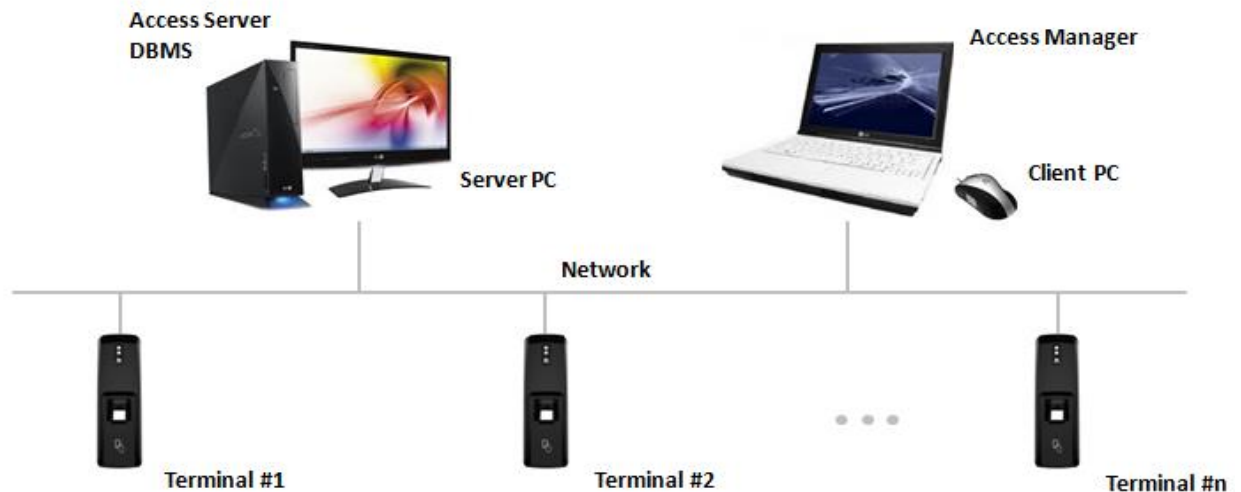 Access Server
DBMS
Access Manager
Server PC
Client PC
Network
Terminal #1
Terminal #2
Terminal #n